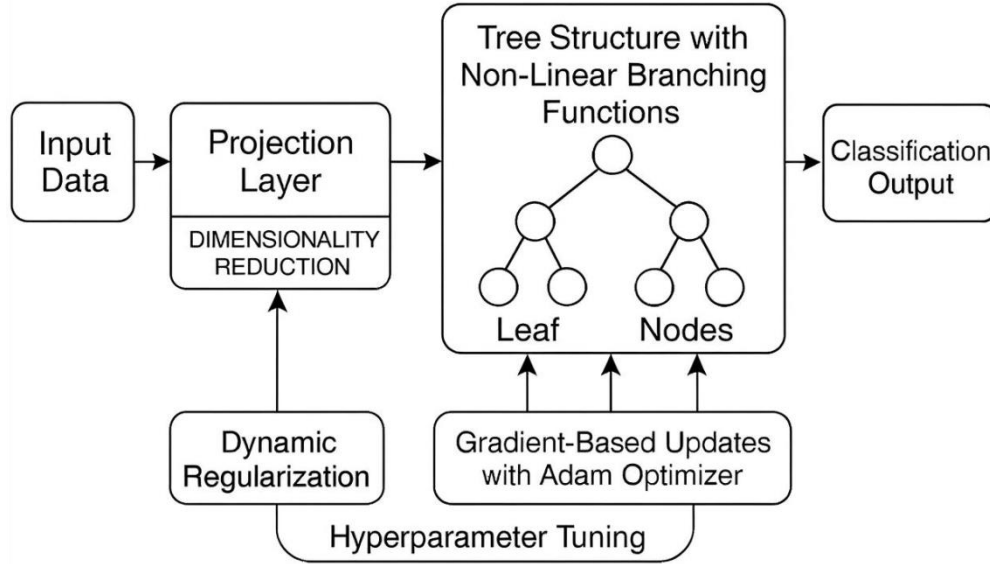 Input
Data
Projection
Layer
DIMENSIONALITY
REDUCTION
Tree Structure with
Non-Linear Branching
Functions
Leaf Nodes
Classification
Output
Dynamic
Regularization
Gradient-Based Updates
with Adam Optimizer
Hyperparameter Tuning